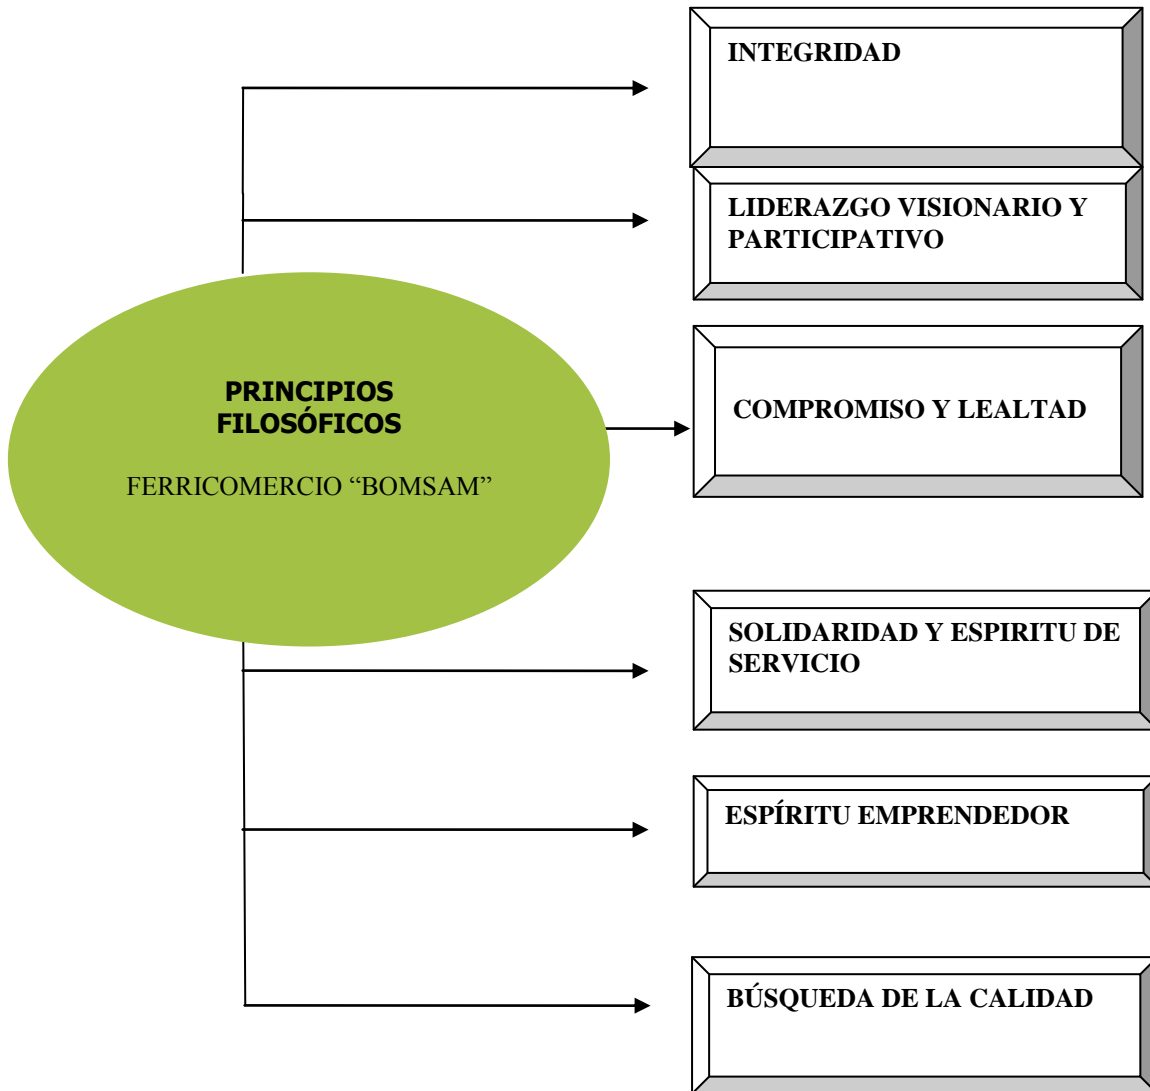 INTEGRIDAD
LIDERAZGO VISIONARIO Y
PARTICIPATIVO
PRINCIPIOS
FILOSÓFICOS
FERRICOMERCIO “BOMSAM”
COMPROMISO Y LEALTAD
SOLIDARIDAD Y ESPIRITU DE
SERVICIO
ESPÍRITU EMPRENDEDOR
BÚSQUEDA DE LA CALIDAD